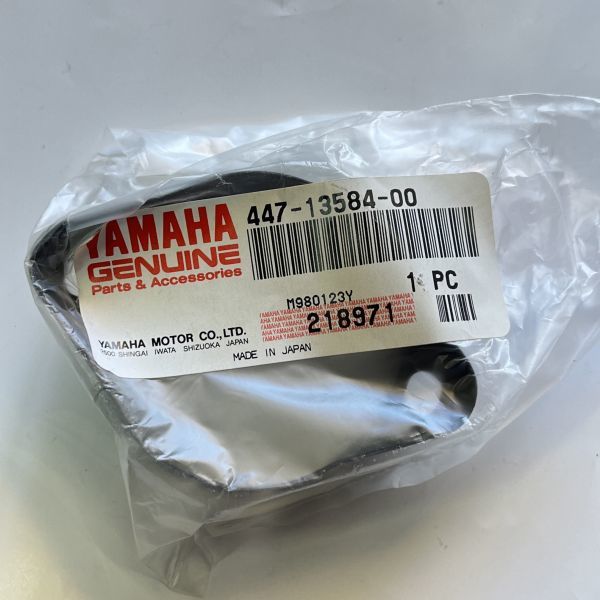 YAMAHA
GENUINE
Parts & Accessories
447-13584-00
1 PC
M980123Y
218971
YAMAHA MOTOR CO., LTD.
SHINGAI IWATA SHIZUOKA JAPAN
MADE IN JAPAN